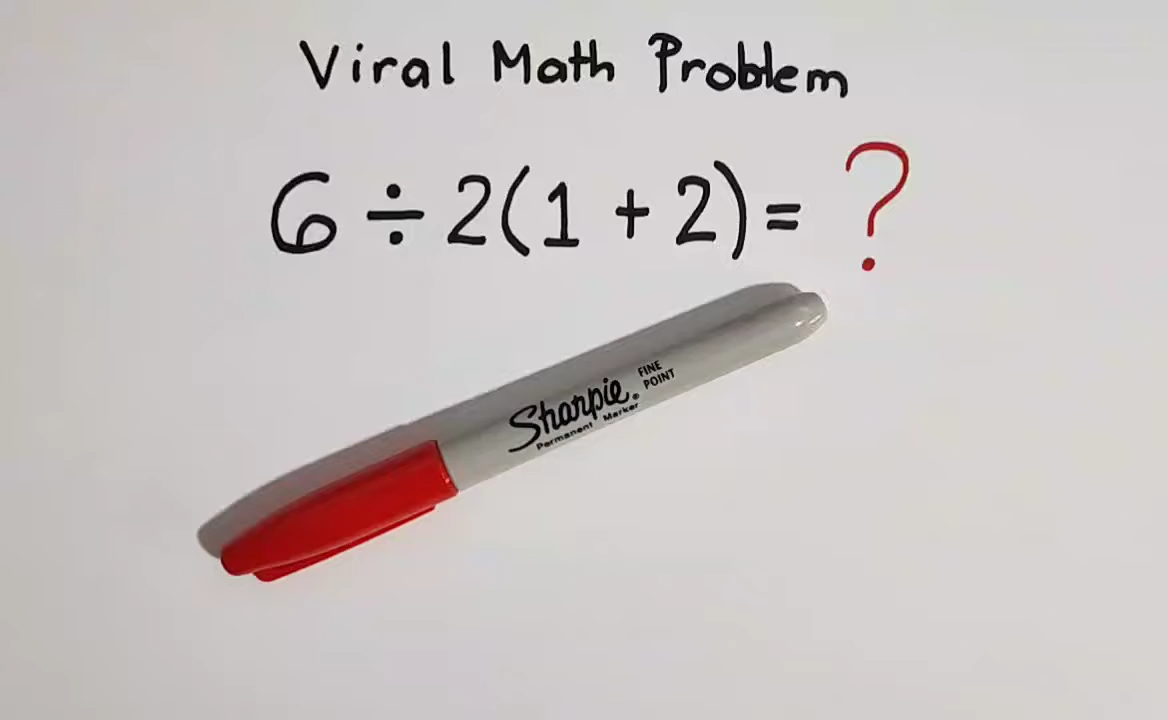 Viral Math Problem
6 ÷ 2(1 + 2) = ?
Sharpie® FINE POINT
Permanent Marker